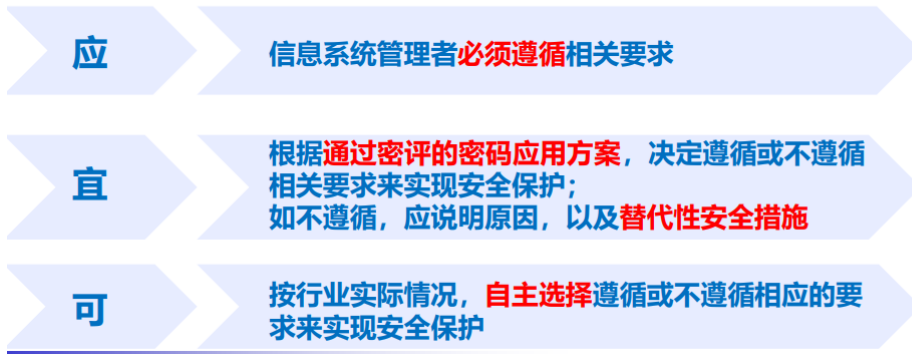 应
信息系统管理者必须遵循相关要求
宜
根据通过密评的密码应用方案，决定遵循或不遵循
相关要求来实现安全保护；
如不遵循，应说明原因，以及替代性安全措施
可
按行业实际情况，自主选择遵循或不遵循相应的要
求来实现安全保护